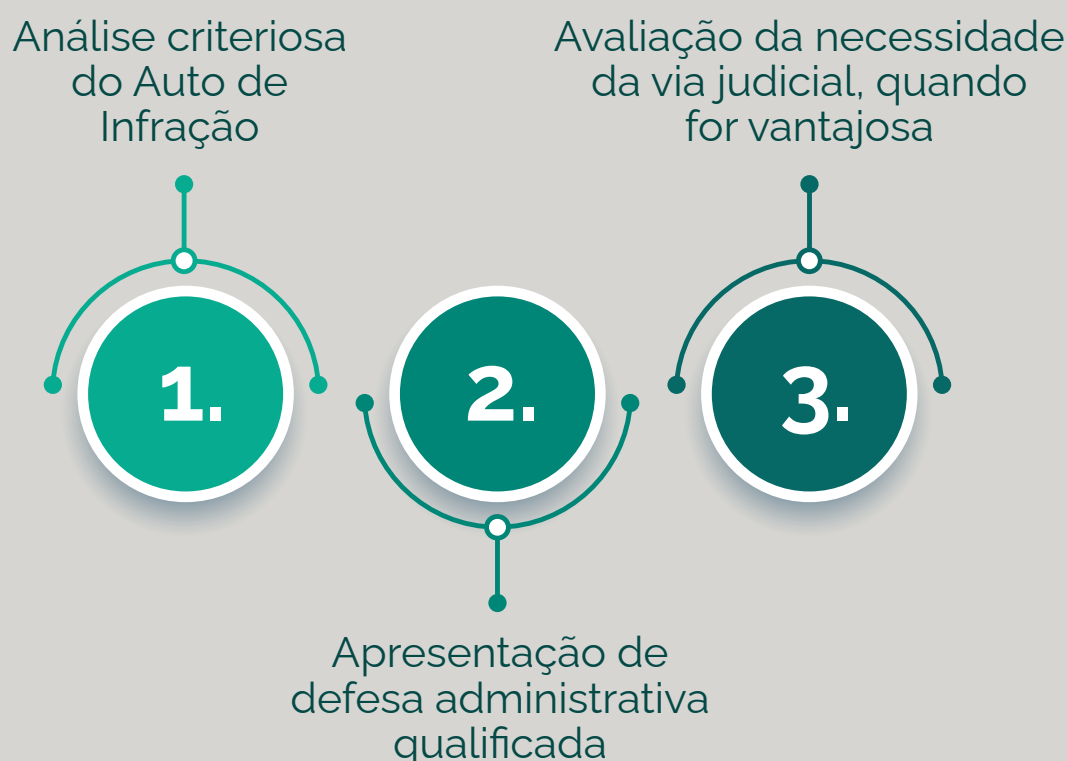 Análise criteriosa
do Auto de
Infração
1.
Apresentação de
defesa administrativa
qualificada
2.
Avaliação da necessidade
da via judicial, quando
for vantajosa
3.